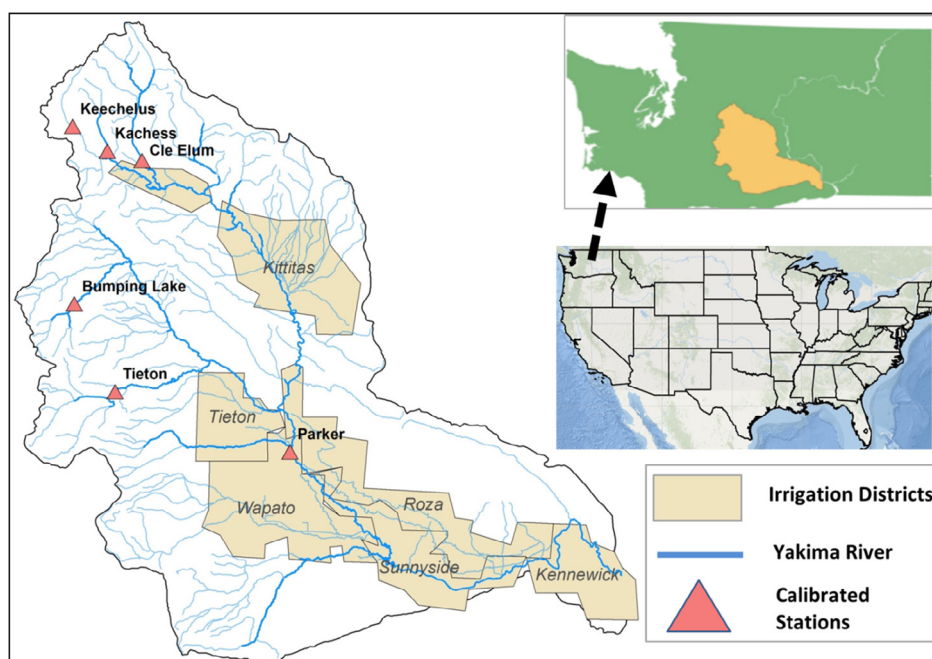 Keechelus
Kachess
Cle Elum
Kittitas
Bumping Lake
Tieton
Tieton
Parker
Wapato
Roza
Sunnyside
Kennewick
Irrigation Districts
Yakima River
Calibrated
Stations